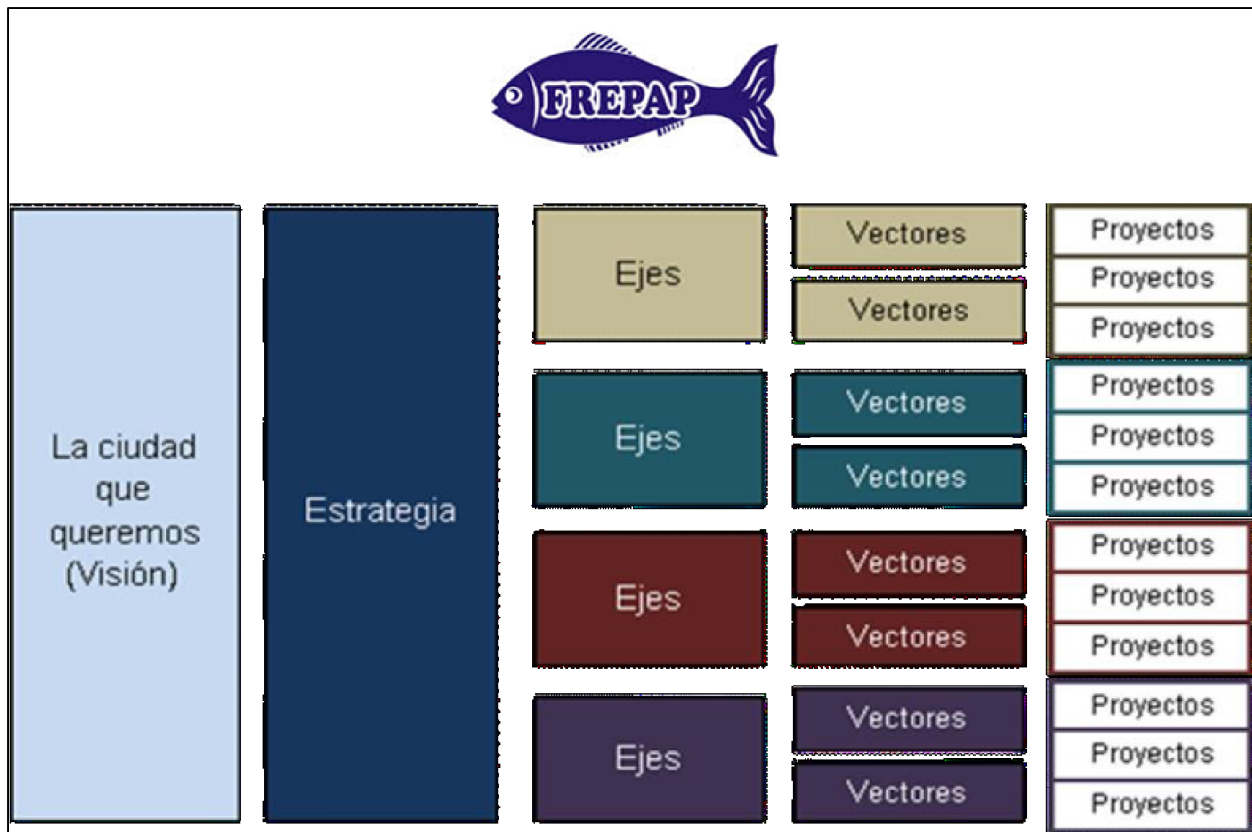 FREPAP
La ciudad
que
queremos
(Visión)
Estrategia
Ejes
Vectores
Vectores
Proyectos
Proyectos
Proyectos
Ejes
Vectores
Vectores
Proyectos
Proyectos
Proyectos
Ejes
Vectores
Vectores
Proyectos
Proyectos
Proyectos
Ejes
Vectores
Vectores
Proyectos
Proyectos
Proyectos